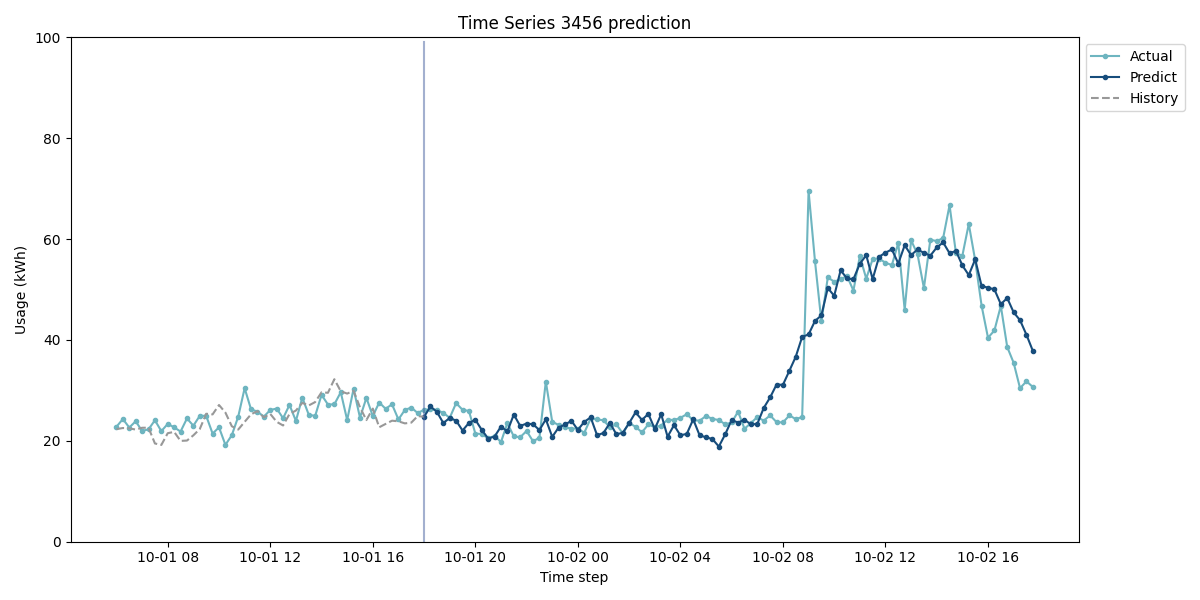 Time Series 3456 prediction
Usage (kWh)
100
80
60
40
20
0
10-01 08
10-01 12
10-01 16
10-01 20
10-02 00
10-02 04
10-02 08
10-02 12
10-02 16
Time step
Actual
Predict
History